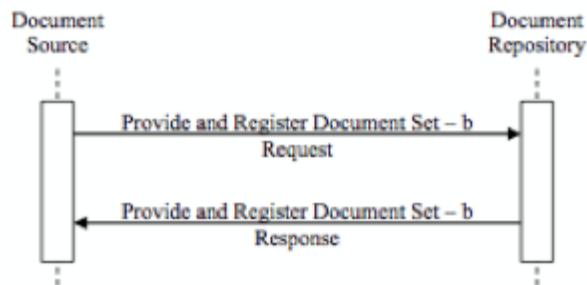 Document
Source
Document
Repository
Provide and Register Document Set – b
Request
Provide and Register Document Set – b
Response